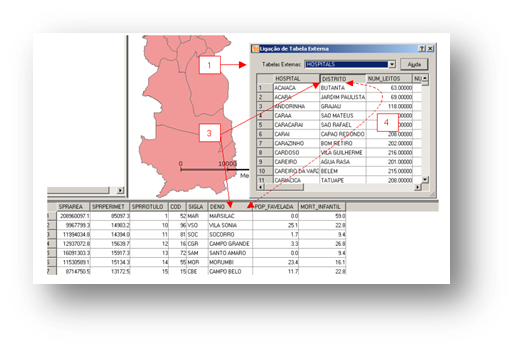 Ligação de Tabela Externa
Tabelas Externas: HOSPITALS Ajuda
1
HOSPITAL DISTRITO NUM_LEITOS NU
1 ACAIACA BUTANTA 63.00000
2 ACARA JARDIM PAULISTA 69.00000
3 ANDORINHA GRAJAU 118.00000
4 CARAA SAO MATEUS
5 CARACARAI SAO RAFAEL
6 CARAI CAPAO REDONDO 208.00000
7 CARAZINHO BOM RETIRO 202.00000
8 CARDOSO VILA GUILHERME 216.00000
9 CAREIRO AGUA RASA 201.00000
10 CAREIRO DA VARZ BELEM 215.00000
11 CARIACICA TATUAPE 208.00000
4
3
0 10000
Me
SPRAREA SPRPERIMET SPRROTULO COD SIGLA DENO POP_FAVELADA MORT_INFANTIL
1 208960097.1 85097.3 1 52 MAR MARSILAC 0.0 59.0
2 9967799.3 14983.2 10 96 VSO VILA SONIA 25.1 22.8
3 11994034.8 14394.0 11 81 SOC SOCORRO 1.7 9.4
4 12937072.8 15639.7 12 16 CGR CAMPO GRANDE 3.3 26.8
5 16091303.3 15917.3 13 72 SAM SANTO AMARO 0.0 9.4
6 11530589.1 15134.3 14 55 MOR MORUMBI 23.4 16.1
7 8714750.5 13172.5 15 15 CBE CAMPO BELO 11.7 22.8